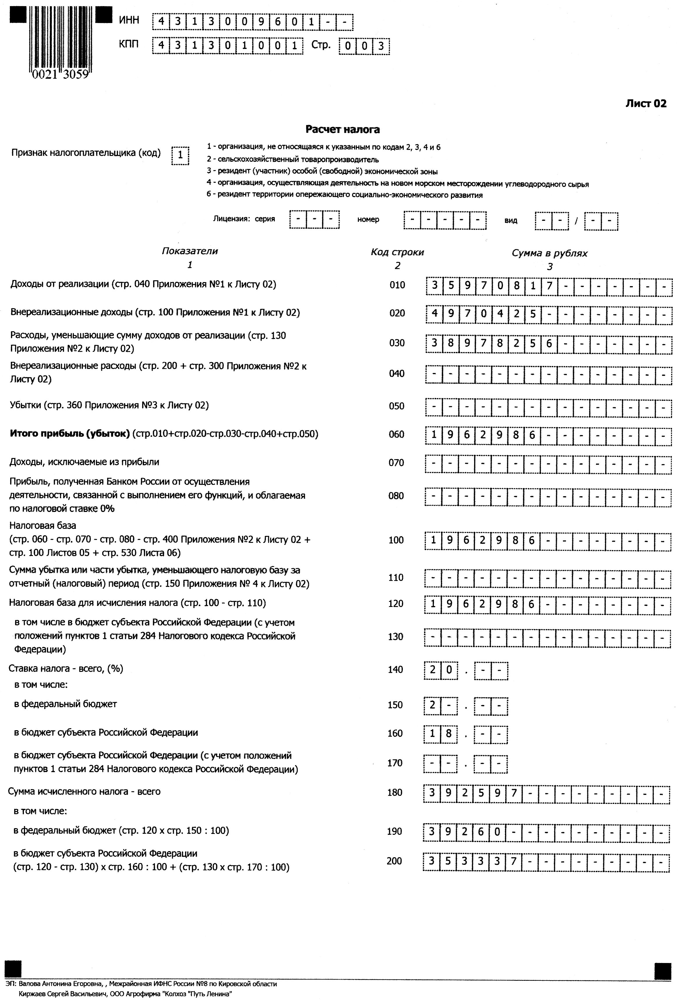 ИНН 4313009601--
КПП 431301001 Стр. 003
0021 3059
Лист 02
Расчет налога
Признак налогоплательщика (код) 1
1 - организация, не относящаяся к указанным по кодам 2, 3, 4 и 6
2 - сельскохозяйственный товаропроизводитель
3 - резидент (участник) особой (свободной) экономической зоны
4 - организация, осуществляющая деятельность на новом морском месторождении углеводородного сырья
6 - резидент территории опережающего социально-экономического развития
Лицензия: серия --- номер ----- вид -- / --
Показатели Код строки Сумма в рублях
1 2 3
Доходы от реализации (стр. 040 Приложения №1 к Листу 02) 010 35970817-------
Внереализационные доходы (стр. 100 Приложения №1 к Листу 02) 020 4970425--------
Расходы, уменьшающие сумму доходов от реализации (стр. 130
Приложения №2 к Листу 02) 030 38978256-------
Внереализационные расходы (стр. 200 + стр. 300 Приложения №2 к
Листу 02) 040 ---------------
Убытки (стр. 360 Приложения №3 к Листу 02) 050 ---------------
Итого прибыль (убыток) (стр.010+стр.020-стр.030-стр.040+стр.050) 060 1962986--------
Доходы, исключаемые из прибыли 070 ---------------
Прибыль, полученная Банком России от осуществления
деятельности, связанной с выполнением его функций, и облагаемая 080 ---------------
по налоговой ставке 0%
Налоговая база
(стр. 060 - стр. 070 - стр. 080 - стр. 400 Приложения №2 к Листу 02 + 100 1962986--------
стр. 100 Листов 05 + стр. 530 Листа 06)
Сумма убытка или части убытка, уменьшающего налоговую базу за
отчетный (налоговый) период (стр. 150 Приложения № 4 к Листу 02) 110 ---------------
Налоговая база для исчисления налога (стр. 100 - стр. 110) 120 1962986--------
в том числе в бюджет субъекта Российской Федерации (с учетом
положений пунктов 1 статьи 284 Налогового кодекса Российской 130 ---------------
Федерации)
Ставка налога - всего, (%) 140 20 . --
в том числе:
в федеральный бюджет 150 2- . --
в бюджет субъекта Российской Федерации 160 18 . --
в бюджет субъекта Российской Федерации (с учетом положений
пунктов 1 статьи 284 Налогового кодекса Российской Федерации) 170 -- . --
Сумма исчисленного налога - всего 180 392597---------
в том числе:
в федеральный бюджет (стр. 120 х стр. 150 : 100) 190 39260----------
в бюджет субъекта Российской Федерации
(стр. 120 - стр. 130) х стр. 160 : 100 + (стр. 130 х стр. 170 : 100) 200 353337---------
ЭП: Валова Антонина Егоровна, , Межрайонная ИФНС России №8 по Кировской области
Киржаев Сергей Васильевич, ООО Агрофирма "Колхоз "Путь Ленина"